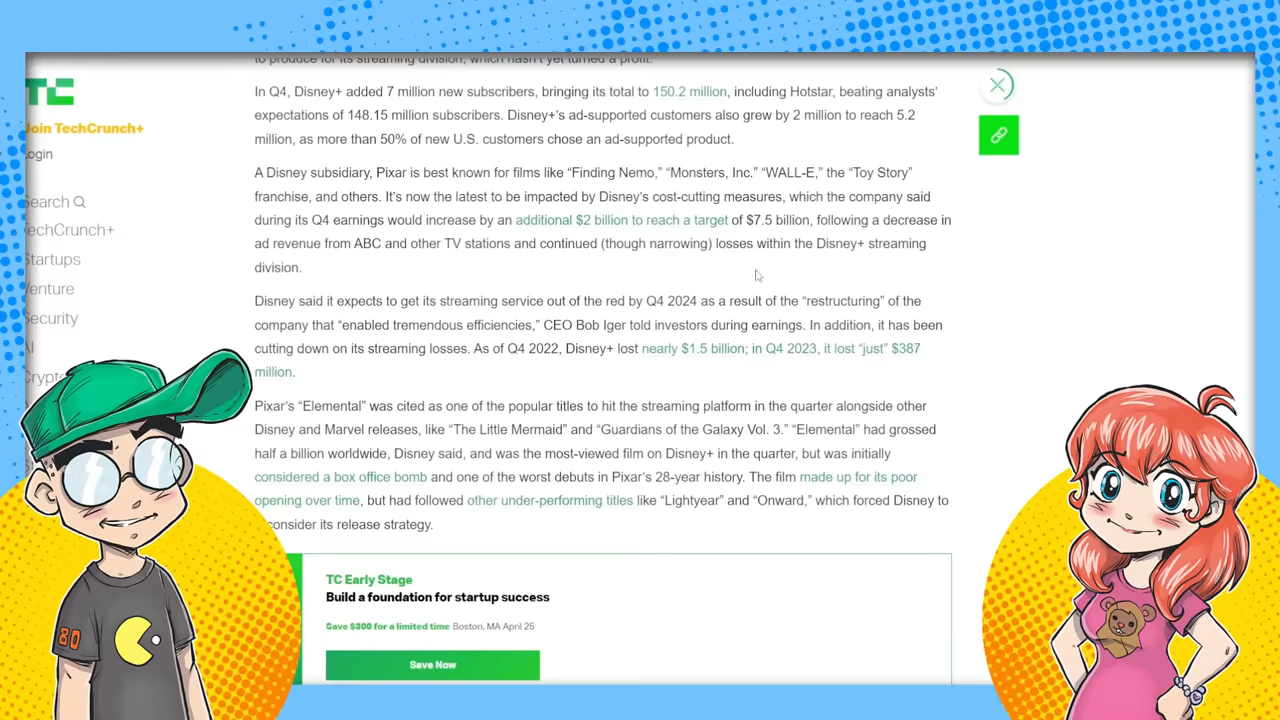 to produce for its streaming division, which hasn't yet turned a profit.
TC
Join TechCrunch+
Login
Search
TechCrunch+
Startups
Venture
Security
AI
Crypto
In Q4, Disney+ added 7 million new subscribers, bringing its total to 150.2 million, including Hotstar, beating analysts'
expectations of 148.15 million subscribers. Disney+'s ad-supported customers also grew by 2 million to reach 5.2
million, as more than 50% of new U.S. customers chose an ad-supported product.
A Disney subsidiary, Pixar is best known for films like “Finding Nemo,” “Monsters, Inc.” “WALL-E,” the “Toy Story”
franchise, and others. It's now the latest to be impacted by Disney's cost-cutting measures, which the company said
during its Q4 earnings would increase by an additional $2 billion to reach a target of $7.5 billion, following a decrease in
ad revenue from ABC and other TV stations and continued (though narrowing) losses within the Disney+ streaming
division.
Disney said it expects to get its streaming service out of the red by Q4 2024 as a result of the “restructuring” of the
company that “enabled tremendous efficiencies,” CEO Bob Iger told investors during earnings. In addition, it has been
cutting down on its streaming losses. As of Q4 2022, Disney+ lost nearly $1.5 billion; in Q4 2023, it lost “just” $387
million.
Pixar's “Elemental” was cited as one of the popular titles to hit the streaming platform in the quarter alongside other
Disney and Marvel releases, like “The Little Mermaid” and “Guardians of the Galaxy Vol. 3.” “Elemental” had grossed
half a billion worldwide, Disney said, and was the most-viewed film on Disney+ in the quarter, but was initially
considered a box office bomb and one of the worst debuts in Pixar's 28-year history. The film made up for its poor
opening over time, but had followed other under-performing titles like “Lightyear” and “Onward,” which forced Disney to
consider its release strategy.
TC Early Stage
Build a foundation for startup success
Save $300 for a limited time Boston, MA April 25
Save Now
80